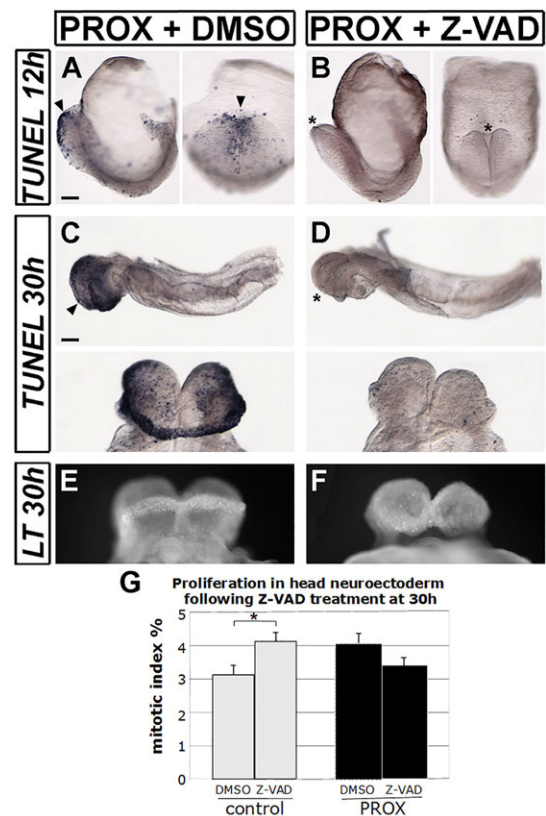 PROX + DMSO
PROX + Z-VAD
TUNEL 12h
A
B
*
*
TUNEL 30h
C
D
*
LT 30h
E
F
G
Proliferation in head neuroectoderm
following Z-VAD treatment at 30h
mitotic index %
5
4
3
2
1
0
*
DMSO Z-VAD
DMSO Z-VAD
control
PROX